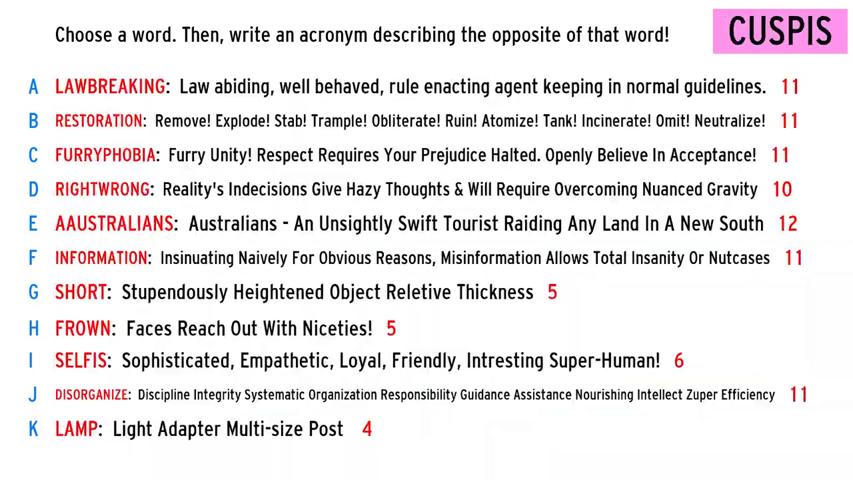 Choose a word. Then, write an acronym describing the opposite of that word!
CUSPIS
A LAWBREAKING: Law abiding, well behaved, rule enacting agent keeping in normal guidelines. 11
B RESTORATION: Remove! Explode! Stab! Trample! Obliterate! Ruin! Atomize! Tank! Incinerate! Omit! Neutralize! 11
C FURRYPHOBIA: Furry Unity! Respect Requires Your Prejudice Halted. Openly Believe In Acceptance! 11
D RIGHTWRONG: Reality's Indecisions Give Hazy Thoughts & Will Require Overcoming Nuanced Gravity 10
E AAUSTRALIANS: Australians - An Unsightly Swift Tourist Raiding Any Land In A New South 12
F INFORMATION: Insinuating Naively For Obvious Reasons, Misinformation Allows Total Insanity Or Nutcases 11
G SHORT: Stupendously Heightened Object Reletive Thickness 5
H FROWN: Faces Reach Out With Niceties! 5
I SELFIS: Sophisticated, Empathetic, Loyal, Friendly, Intresting Super-Human! 6
J DISORGANIZE: Discipline Integrity Systematic Organization Responsibility Guidance Assistance Nourishing Intellect Zuper Efficiency 11
K LAMP: Light Adapter Multi-size Post 4